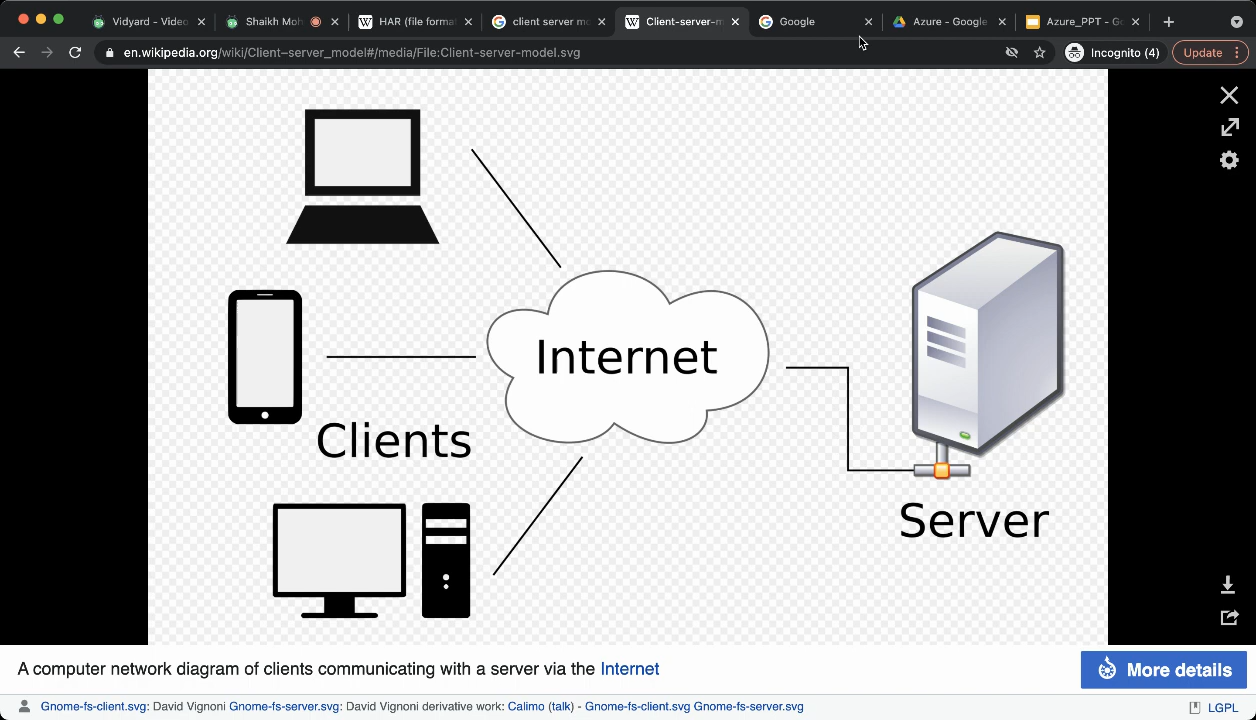 Vidyard - Video
Shaikh Moh
HAR (file format
client server mo
Client-server-m
Google
Azure - Google
Azure_PPT - Go
en.wikipedia.org/wiki/Client–server_model#/media/File:Client-server-model.svg
Incognito (4)
Update
Internet
Clients
Server
A computer network diagram of clients communicating with a server via the Internet
More details
Gnome-fs-client.svg: David Vignoni Gnome-fs-server.svg: David Vignoni derivative work: Calimo (talk) - Gnome-fs-client.svg Gnome-fs-server.svg
LGPL